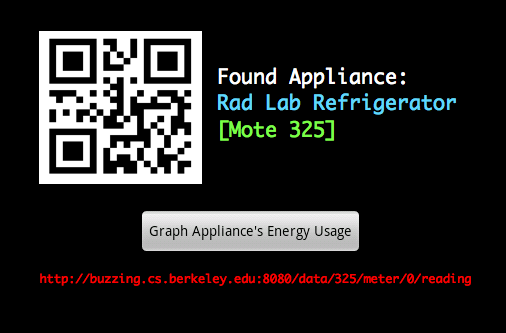 Found Appliance:
Rad Lab Refrigerator
[Mote 325]
Graph Appliance's Energy Usage
http://buzzing.cs.berkeley.edu:8080/data/325/meter/0/reading